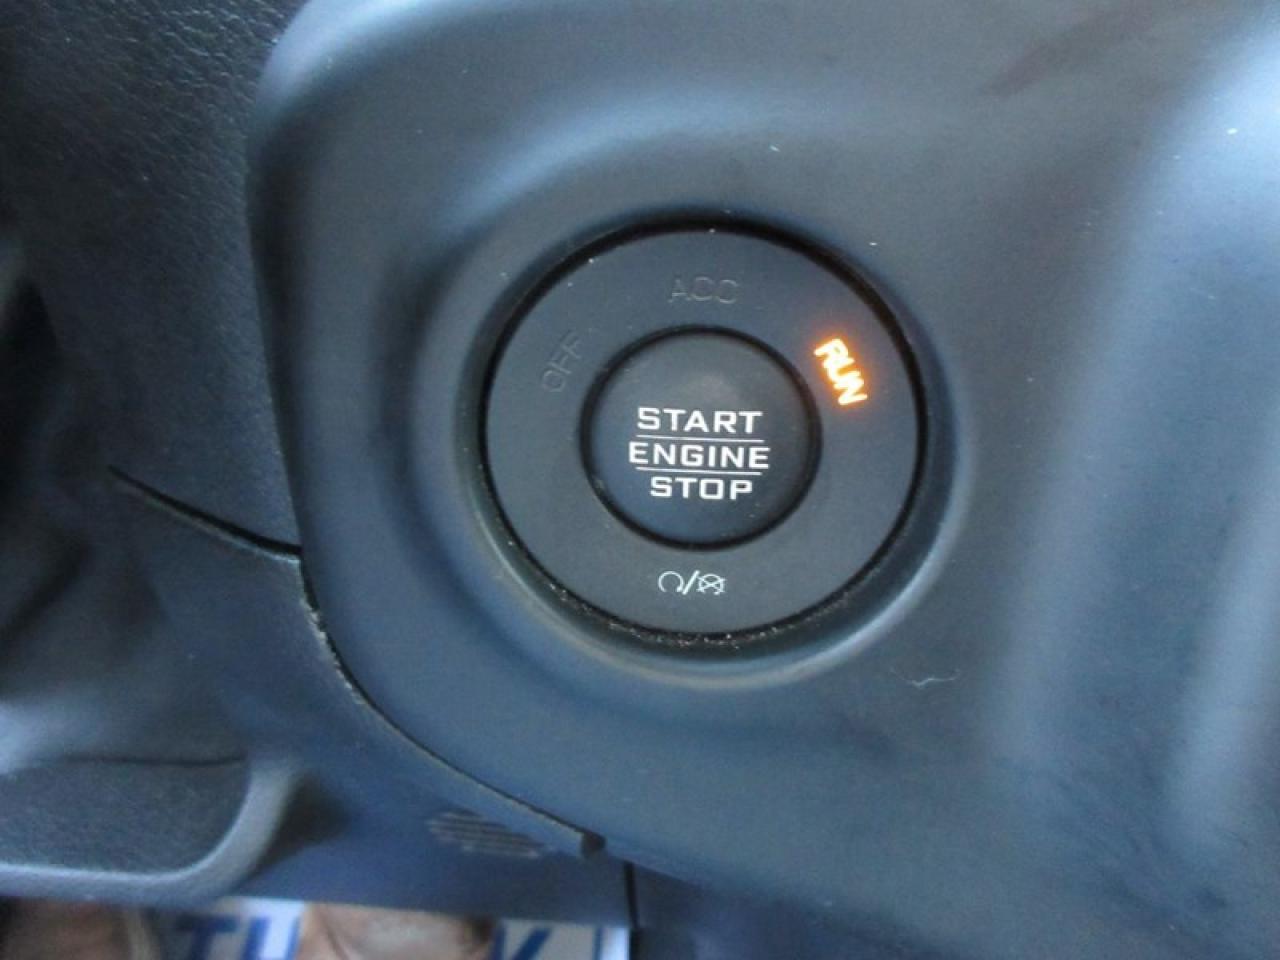 ACC
OFF
RUN
START
ENGINE
STOP